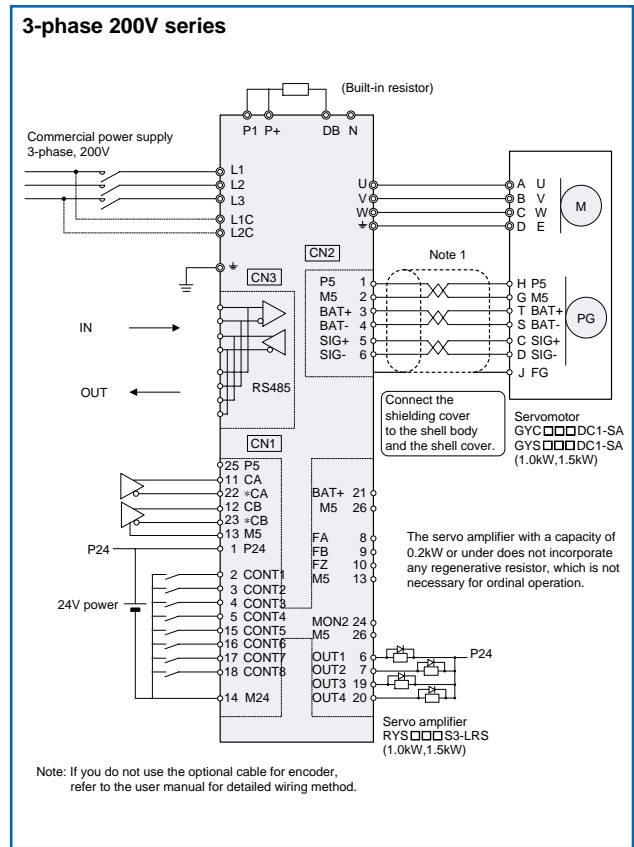 3-phase 200V series
(Built-in resistor)
P1 P+ DB N
Commercial power supply
3-phase, 200V
L1
L2
L3
L1C
L2C
U
V
W
A U
B V
C W
D E
M
CN2
Note 1
CN3
P5 1
M5 2
BAT+ 3
BAT- 4
SIG+ 5
SIG- 6
H P5
G M5
T BAT+
S BAT-
C SIG+
D SIG-
J FG
PG
IN
OUT
RS485
Connect the
shielding cover
to the shell body
and the shell cover.
Servomotor
GYC□□□DC1-SA
GYS□□□DC1-SA
(1.0kW,1.5kW)
CN1
25 P5
11 CA
22 *CA
12 CB
23 *CB
13 M5
P24
1 P24
24V power
2 CONT1
3 CONT2
4 CONT3
5 CONT4
15 CONT5
16 CONT6
17 CONT7
18 CONT8
14 M24
BAT+ 21
M5 26
FA 8
FB 9
FZ 10
M5 13
MON2 24
M5 26
OUT1 6
OUT2 7
OUT3 19
OUT4 20
P24
The servo amplifier with a capacity of
0.2kW or under does not incorporate
any regenerative resistor, which is not
necessary for ordinal operation.
Servo amplifier
RYS□□□S3-LRS
(1.0kW,1.5kW)
Note: If you do not use the optional cable for encoder,
refer to the user manual for detailed wiring method.